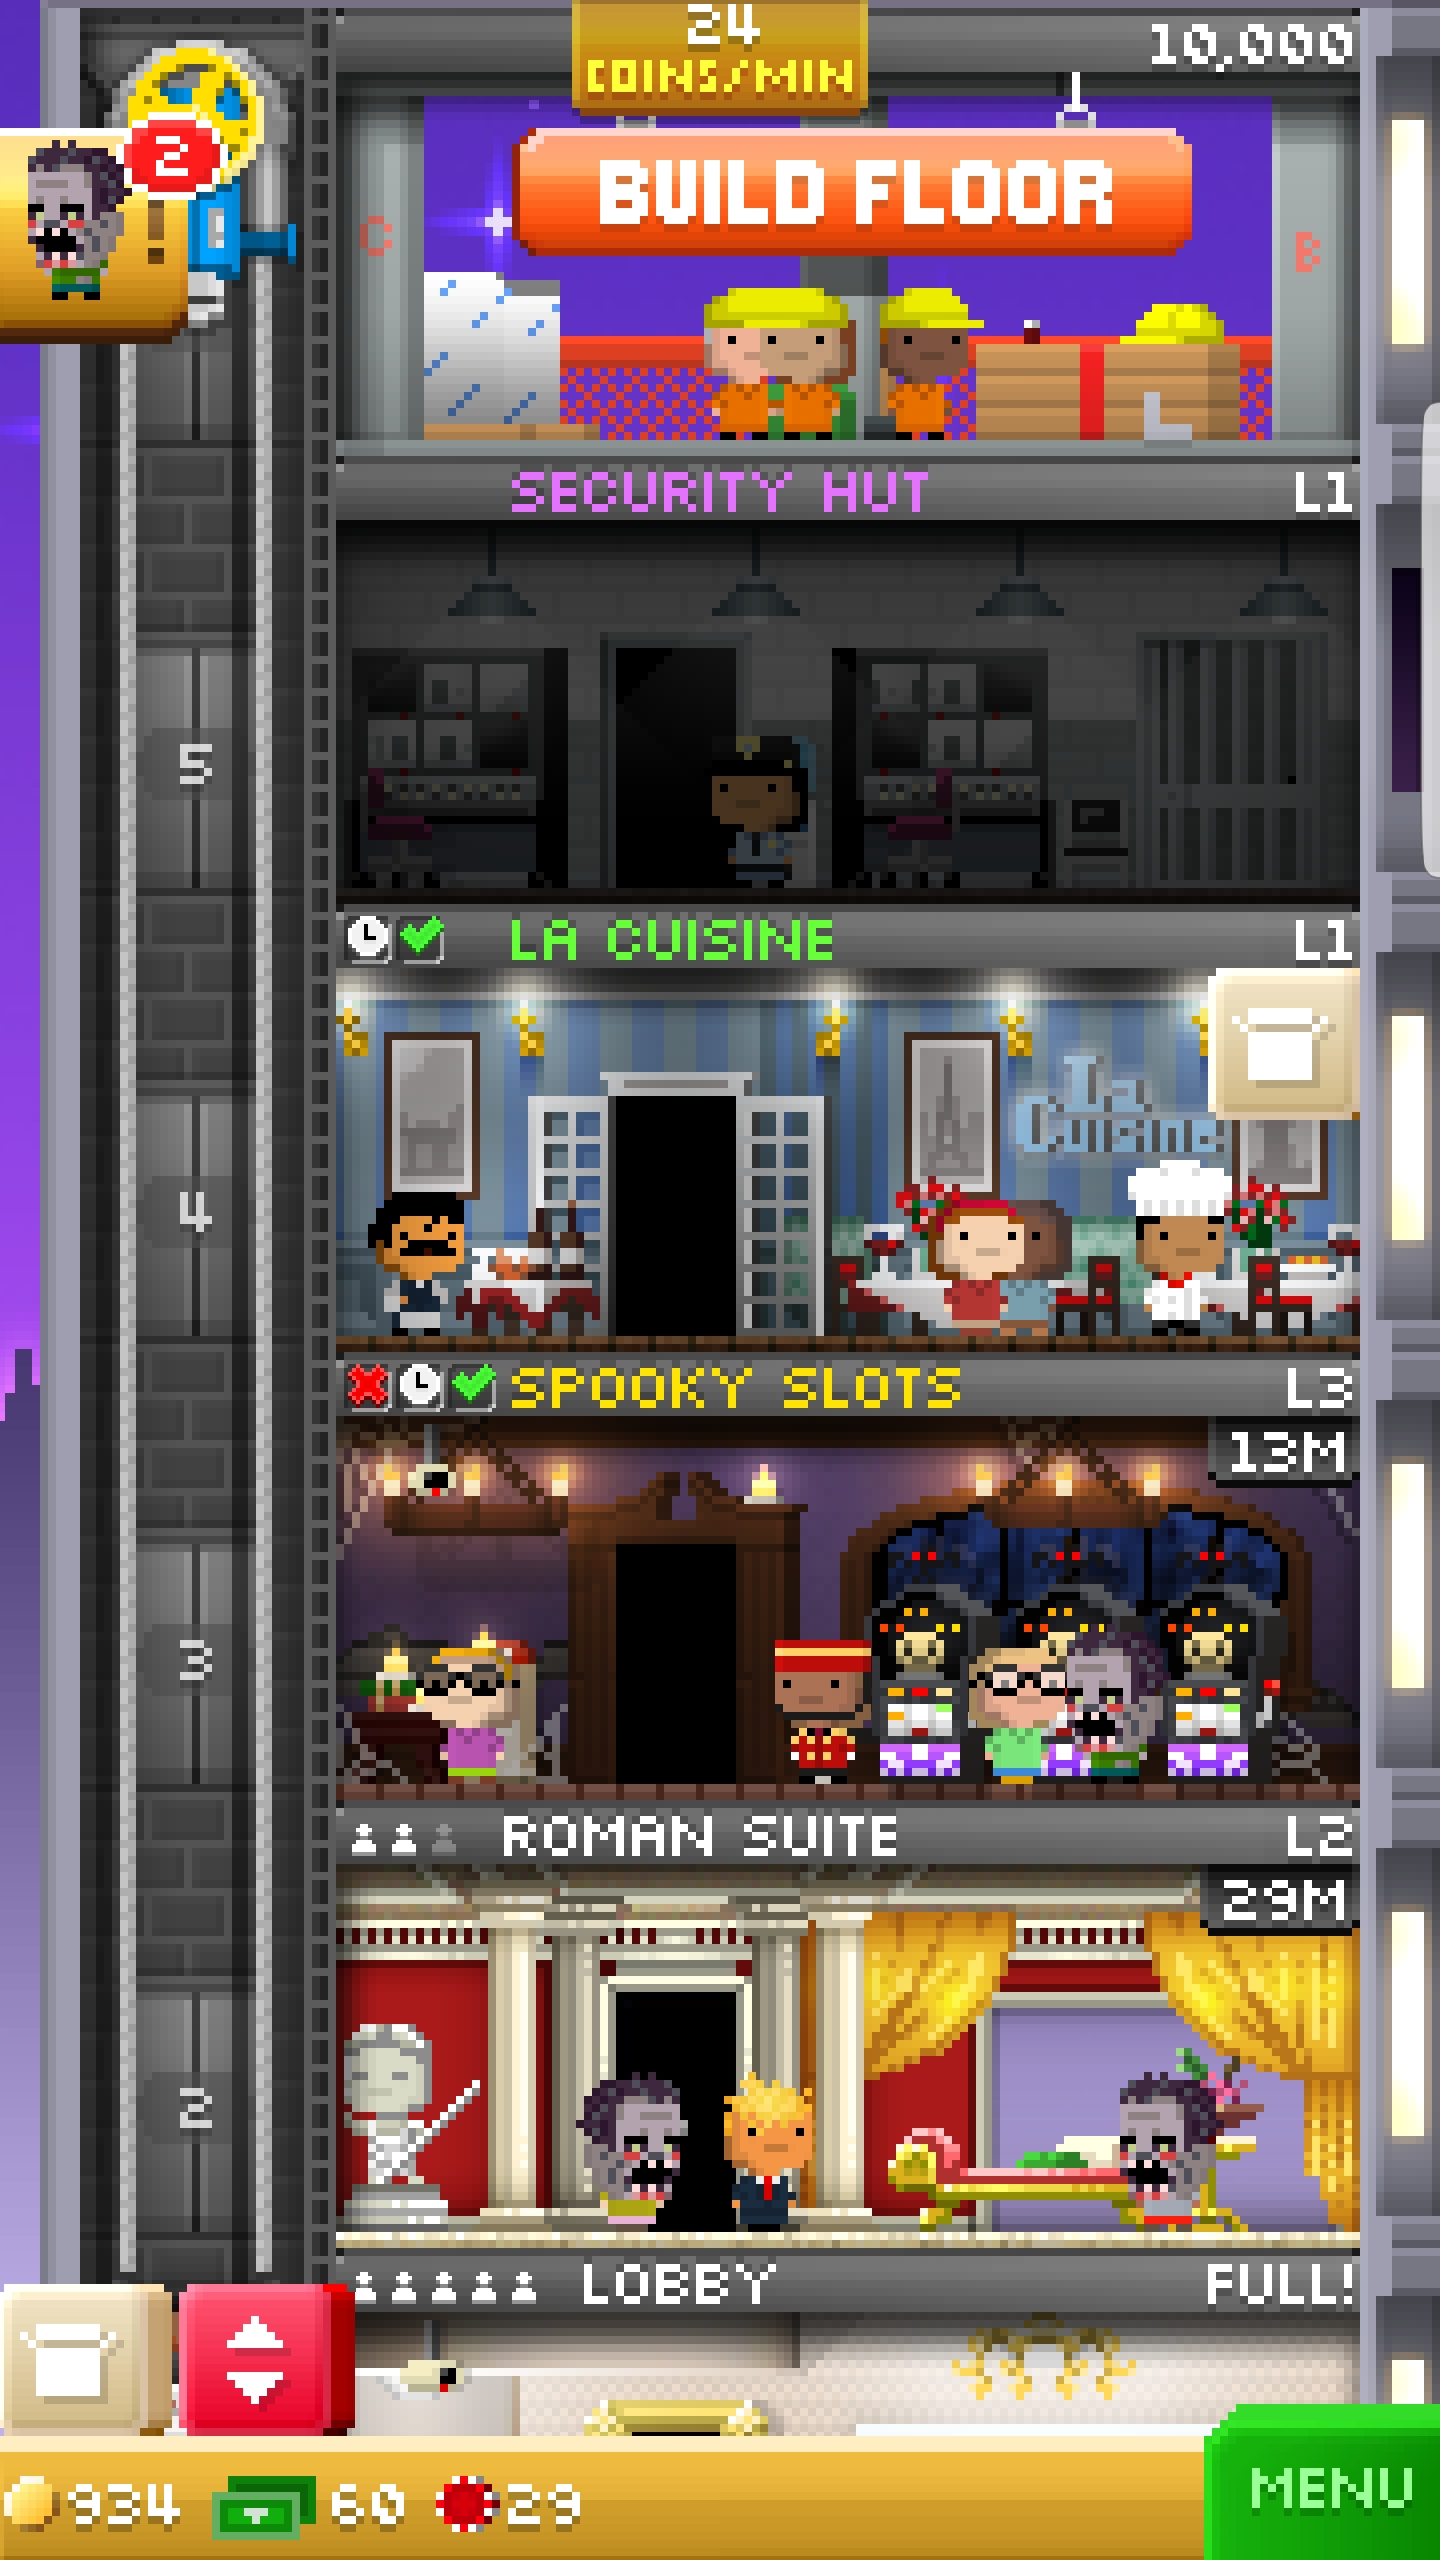 24
COINS/MIN
10,000
2
!
C
BUILD FLOOR
B
SECURITY HUT
L1
5
LA CUISINE
L1
La
Cuisine
4
SPOOKY SLOTS
L3
13M
3
ROMAN SUITE
L2
29M
2
LOBBY
FULL!
934
60
29
MENU